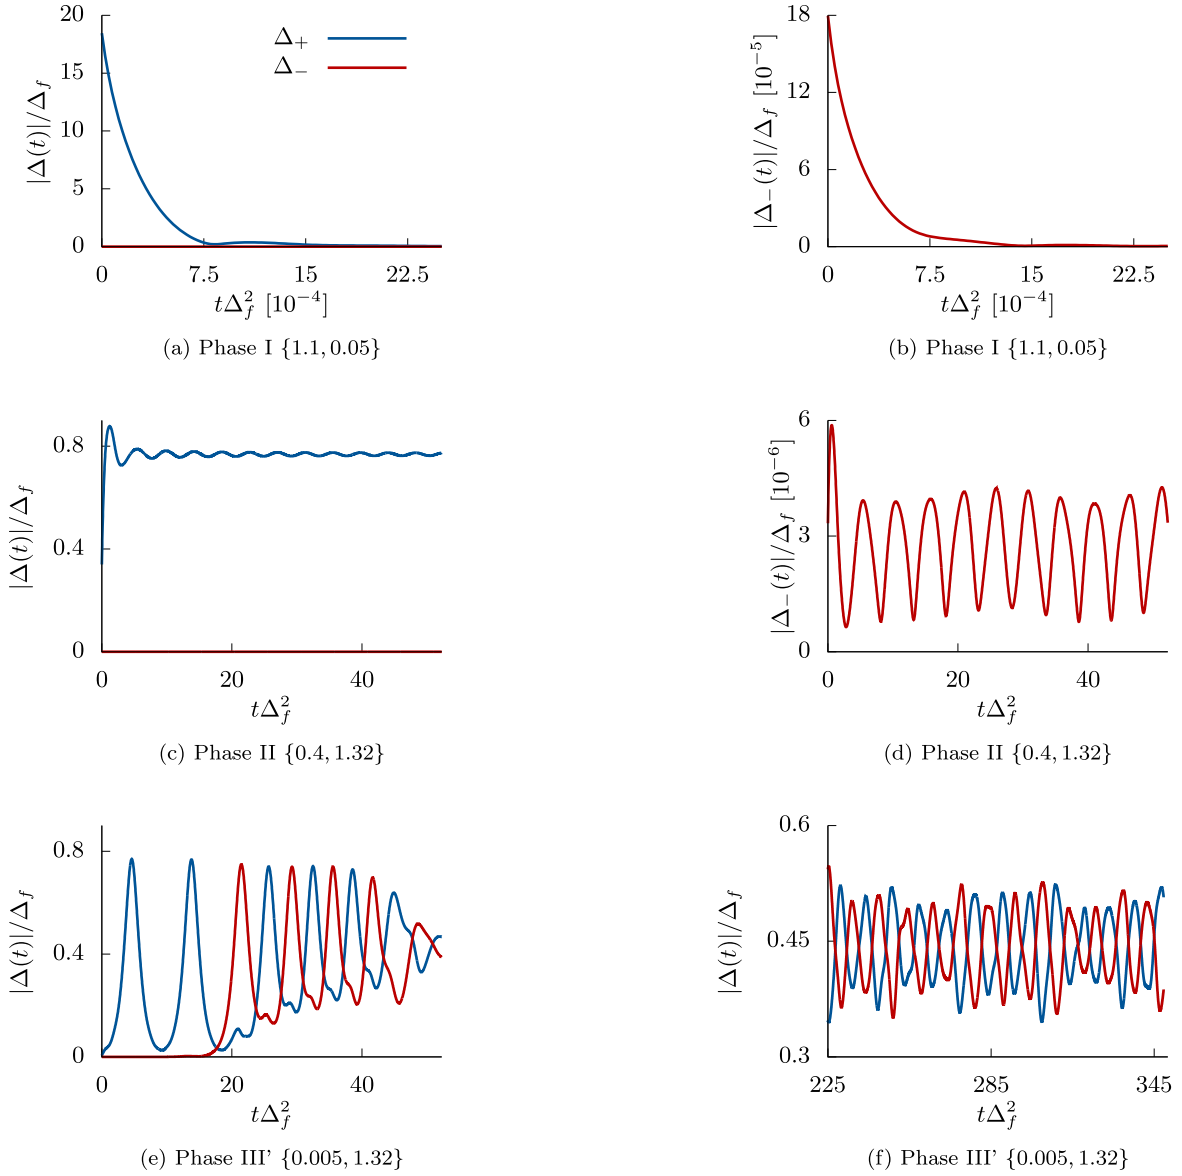 20
15
10
5
0
0 7.5 15 22.5
|Δ(t)|/Δ_f
tΔ_f^2 [10^−4]
Δ_+
Δ_−
(a) Phase I {1.1, 0.05}
18
12
6
0
0 7.5 15 22.5
|Δ_−(t)|/Δ_f [10^−5]
tΔ_f^2 [10^−4]
(b) Phase I {1.1, 0.05}
0.8
0.4
0
0 20 40
|Δ(t)|/Δ_f
tΔ_f^2
(c) Phase II {0.4, 1.32}
6
3
0
0 20 40
|Δ_−(t)|/Δ_f [10^−6]
tΔ_f^2
(d) Phase II {0.4, 1.32}
0.8
0.4
0
0 20 40
|Δ(t)|/Δ_f
tΔ_f^2
(e) Phase III' {0.005, 1.32}
0.6
0.45
0.3
225 285 345
|Δ(t)|/Δ_f
tΔ_f^2
(f) Phase III' {0.005, 1.32}